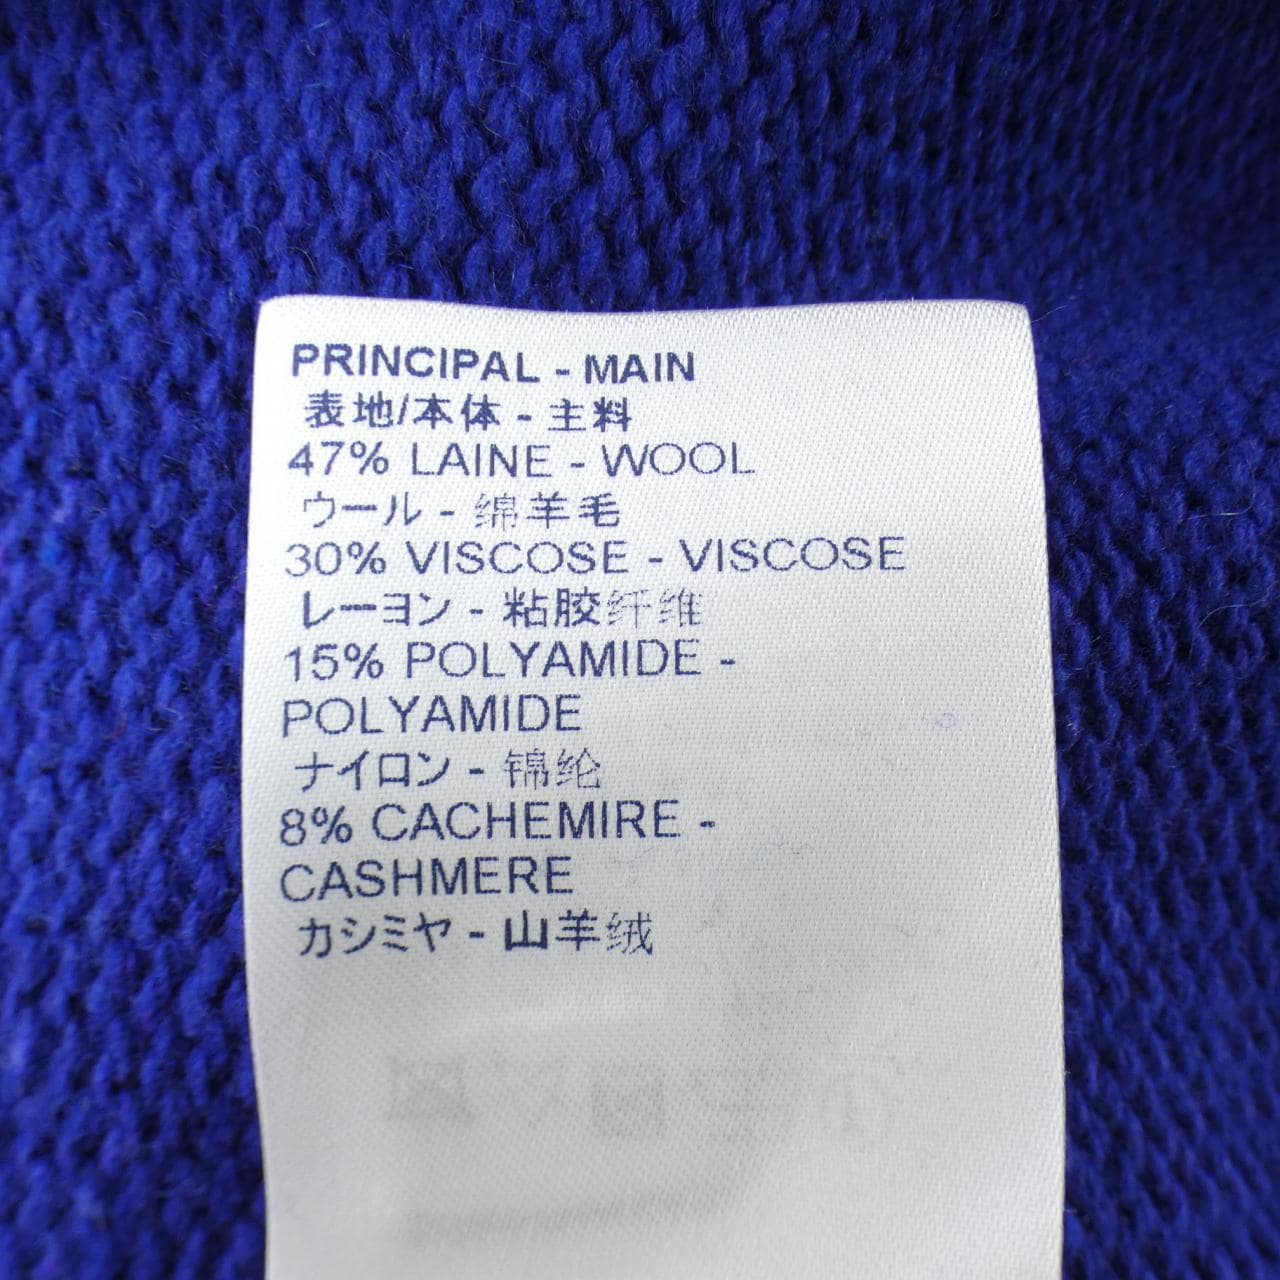 PRINCIPAL - MAIN
表地/本体 - 主料
47% LAINE - WOOL
ウール - 绵羊毛
30% VISCOSE - VISCOSE
レーヨン - 粘胶纤维
15% POLYAMIDE -
POLYAMIDE
ナイロン - 锦纶
8% CACHEMIRE -
CASHMERE
カシミヤ - 山羊绒